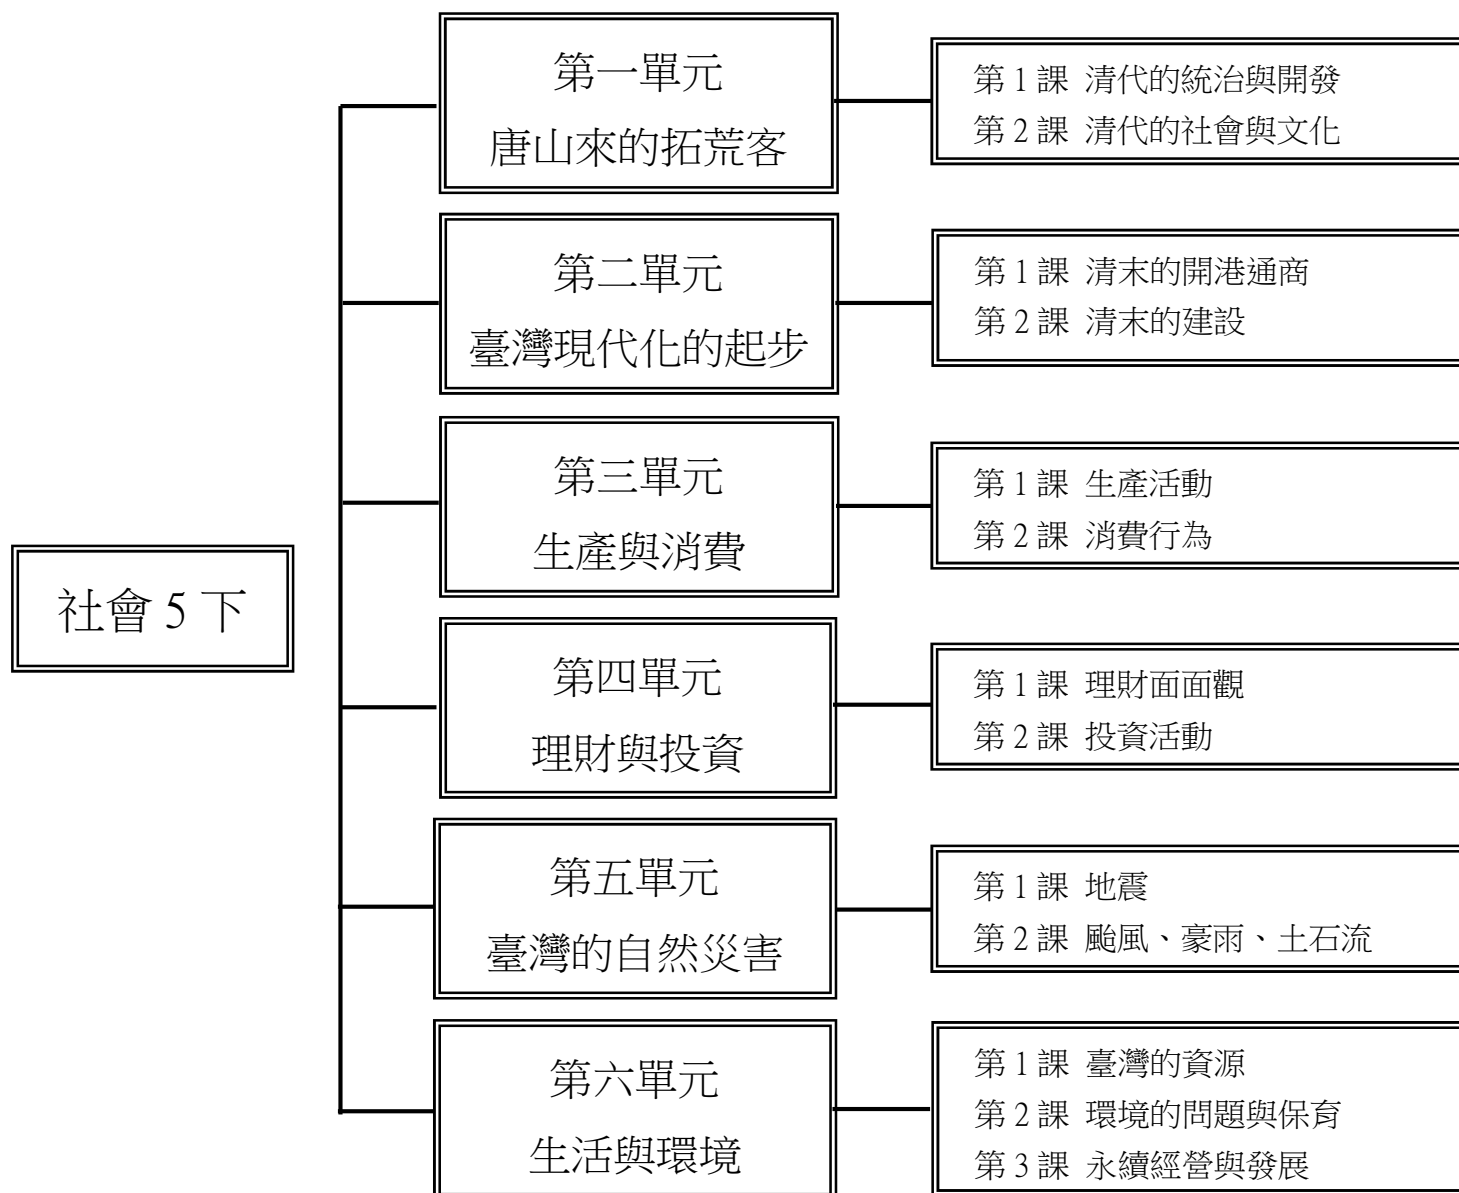 社會 5 下
第一單元
唐山來的拓荒客
第 1 課 清代的統治與開發
第 2 課 清代的社會與文化
第二單元
臺灣現代化的起步
第 1 課 清末的開港通商
第 2 課 清末的建設
第三單元
生產與消費
第 1 課 生產活動
第 2 課 消費行為
第四單元
理財與投資
第 1 課 理財面面觀
第 2 課 投資活動
第五單元
臺灣的自然災害
第 1 課 地震
第 2 課 颱風、豪雨、土石流
第六單元
生活與環境
第 1 課 臺灣的資源
第 2 課 環境的問題與保育
第 3 課 永續經營與發展